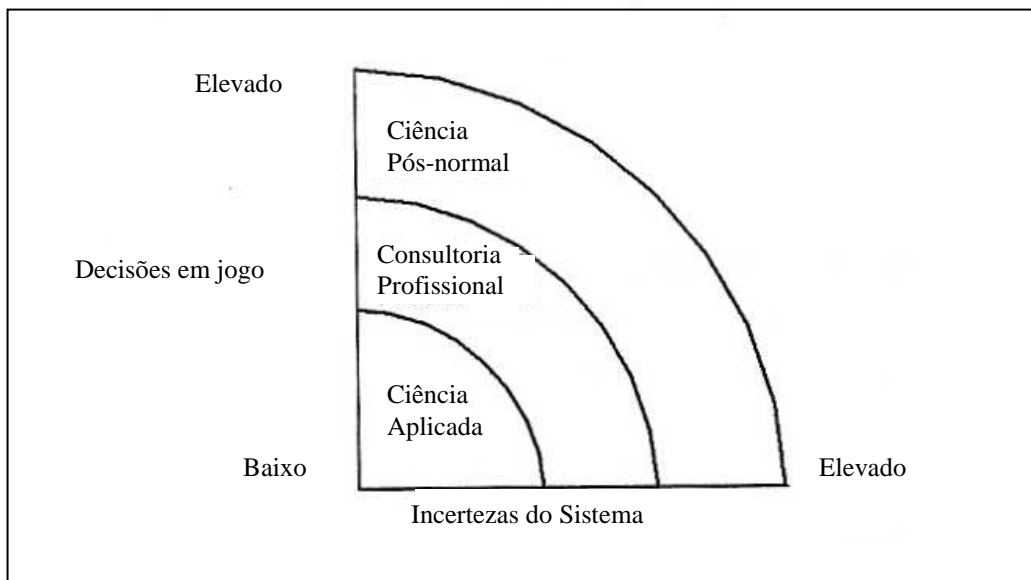 Elevado
Ciência
Pós-normal
Consultoria
Profissional
Decisões em jogo
Ciência
Aplicada
Baixo
Elevado
Incertezas do Sistema